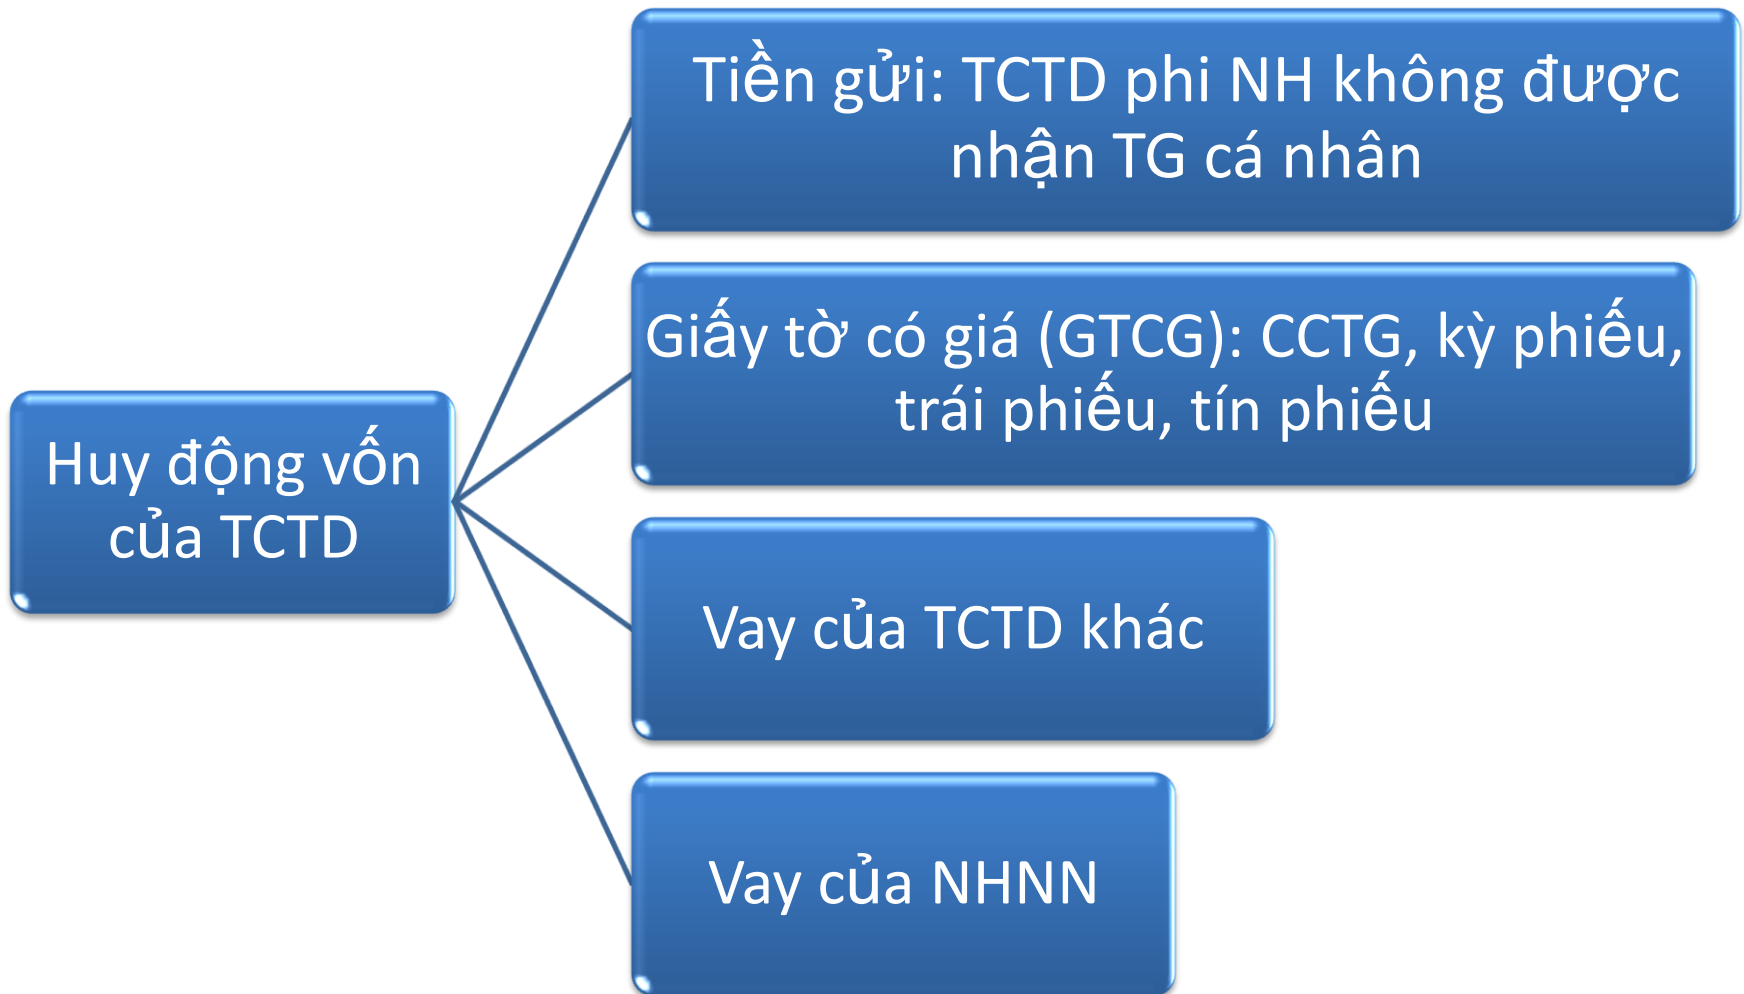 Tiền gửi: TCTD phi NH không được
nhận TG cá nhân
Giấy tờ có giá (GTCG): CCTG, kỳ phiếu,
trái phiếu, tín phiếu
Huy động vốn
của TCTD
Vay của TCTD khác
Vay của NHNN